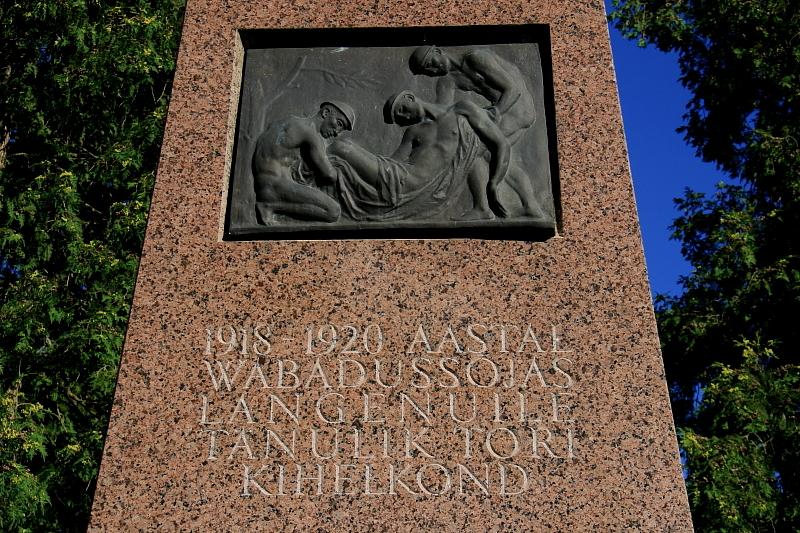 1918-1920 AASTAL
WABADUSSÕJAS
LANGENUILE
TÄNULIK TORI
KIHELKOND